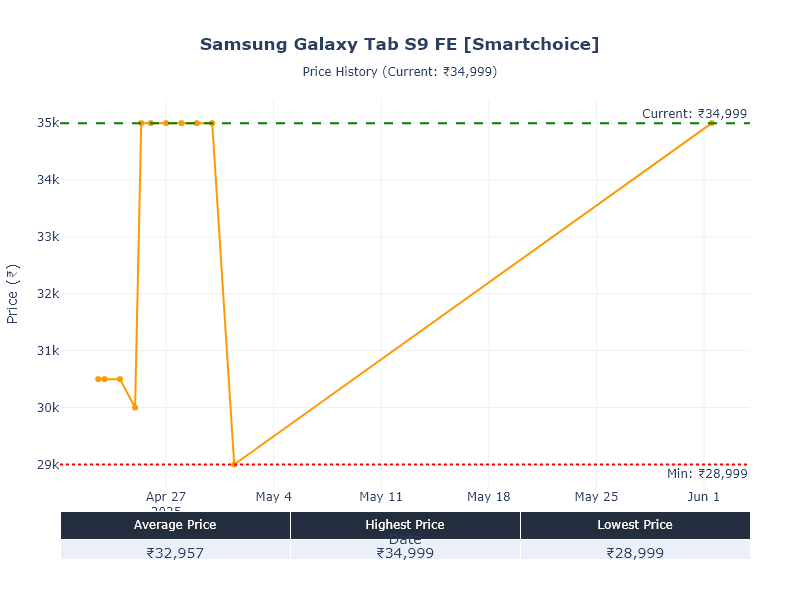 Samsung Galaxy Tab S9 FE [Smartchoice]
Price History (Current: ₹34,999)
Current: ₹34,999
35k
34k
33k
32k
31k
30k
29k
Price (₹)
Min: ₹28,999
Apr 27
2025
May 4
May 11
May 18
May 25
Jun 1
Date
Average Price
Highest Price
Lowest Price
₹32,957
₹34,999
₹28,999